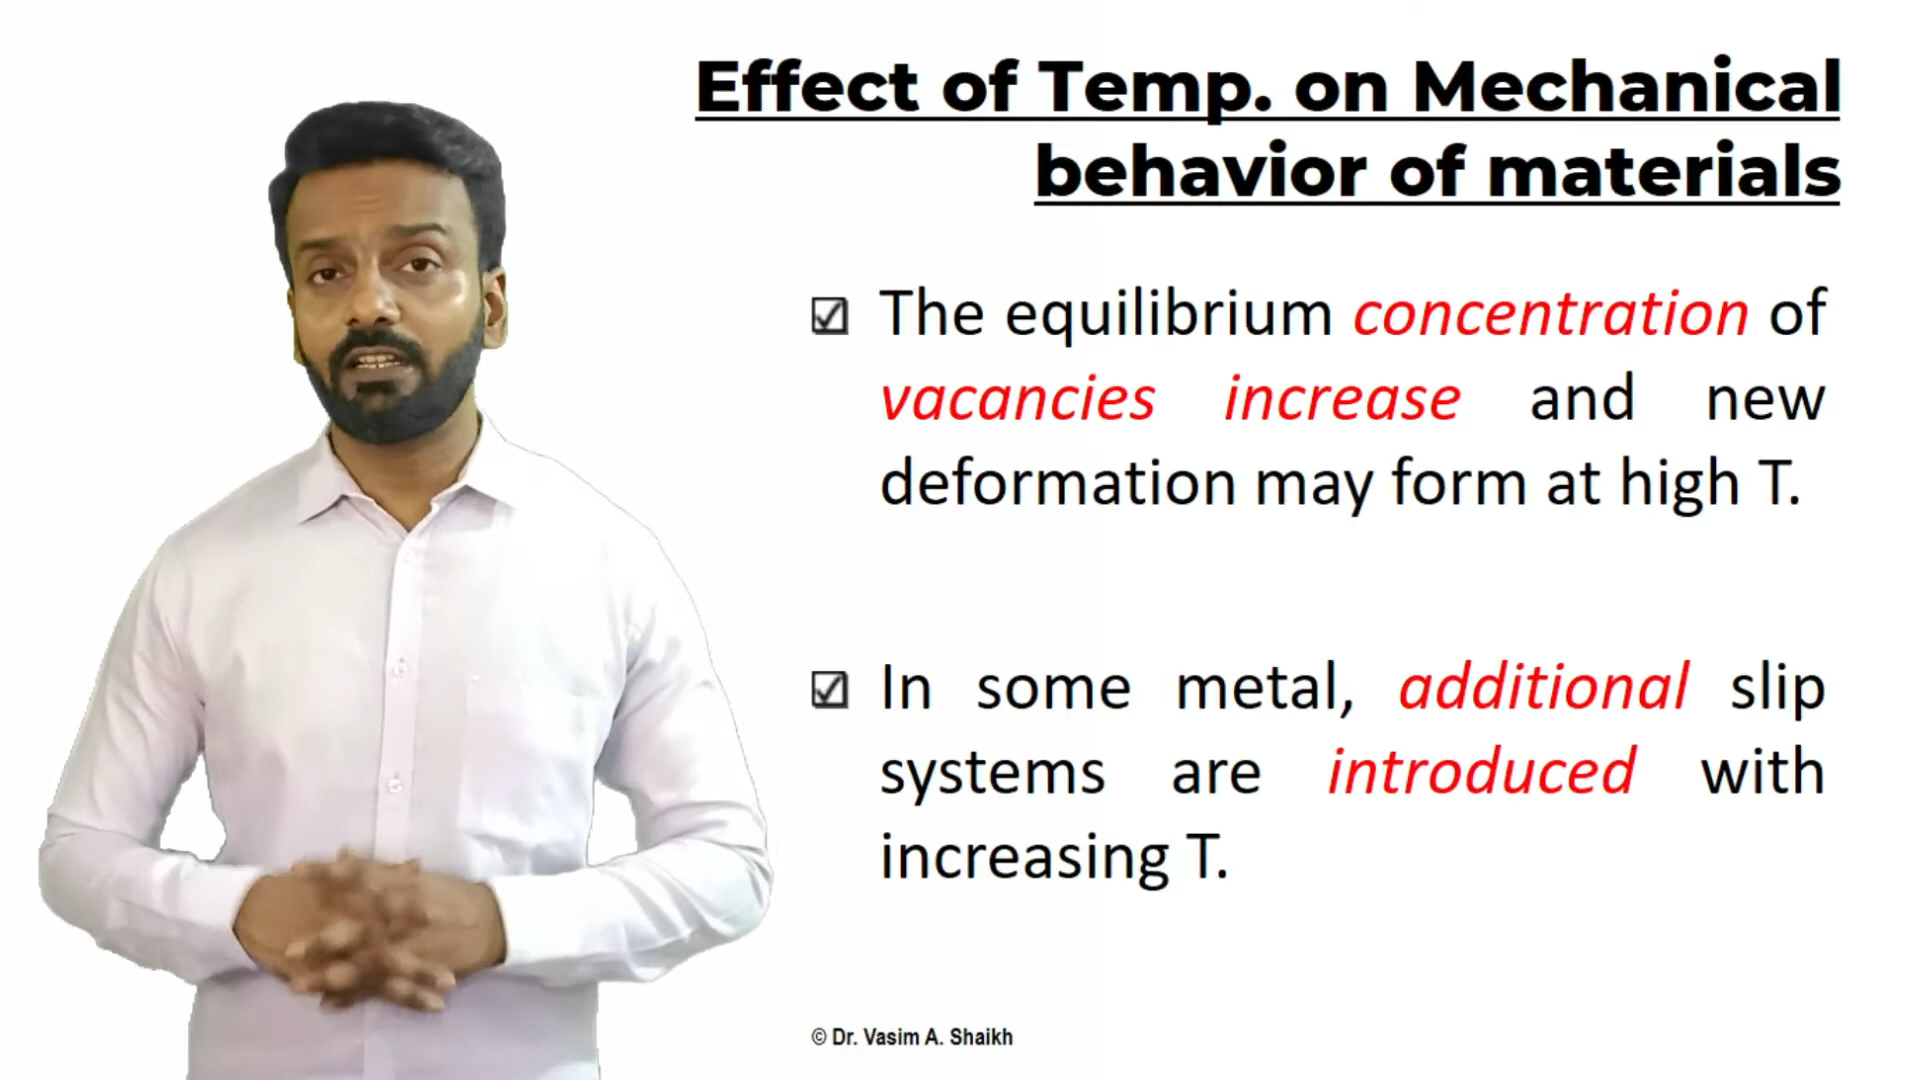 Effect of Temp. on Mechanical
behavior of materials
The equilibrium concentration of
vacancies increase and new
deformation may form at high T.
In some metal, additional slip
systems are introduced with
increasing T.
© Dr. Vasim A. Shaikh